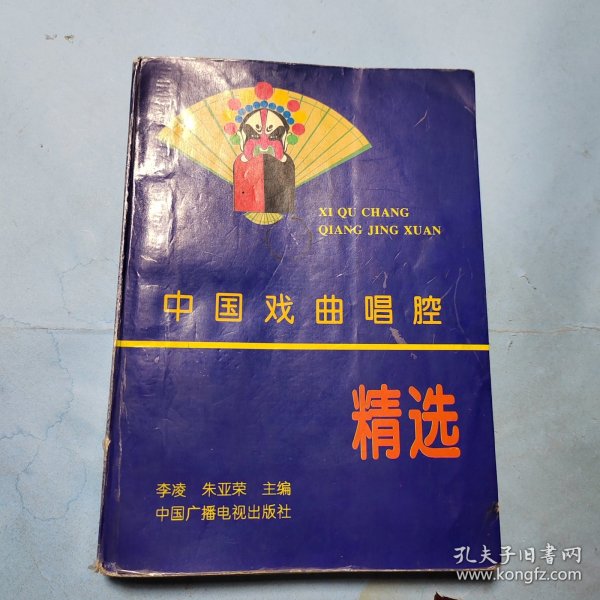 XI QU CHANG
QIANG JING XUAN
中国戏曲唱腔
精选
李凌 朱亚荣 主编
中国广播电视出版社
孔夫子旧书网
www.kongfz.com